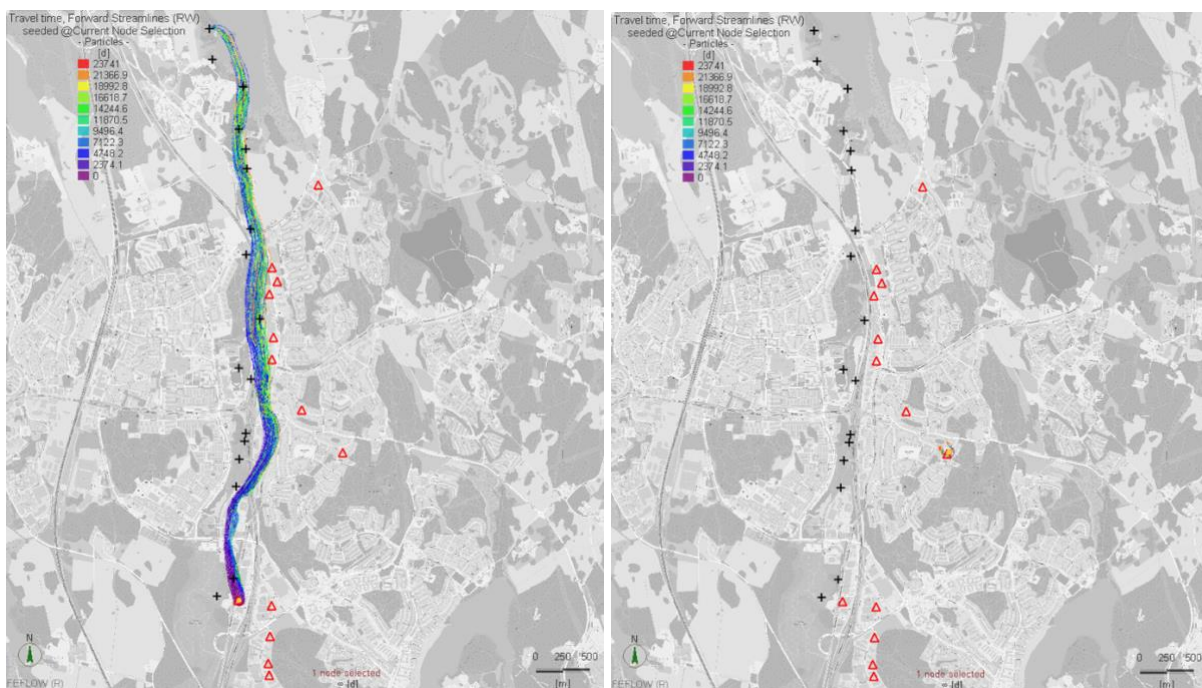 Travel time, Forward Streamlines (RW)
seeded @Current Node Selection
- Particles -
[d]
23741
21366.9
18992.8
16618.7
14244.6
11870.5
9496.4
7122.3
4748.2
2374.1
0
N
FEFLOW (R)
1 node selected
[d]
0 250 500
[m]
Travel time, Forward Streamlines (RW)
seeded @Current Node Selection
- Particles -
[d]
23741
21366.9
18992.8
16618.7
14244.6
11870.5
9496.4
7122.3
4748.2
2374.1
0
N
FEFLOW (R)
1 node selected
[d]
0 250 500
[m]